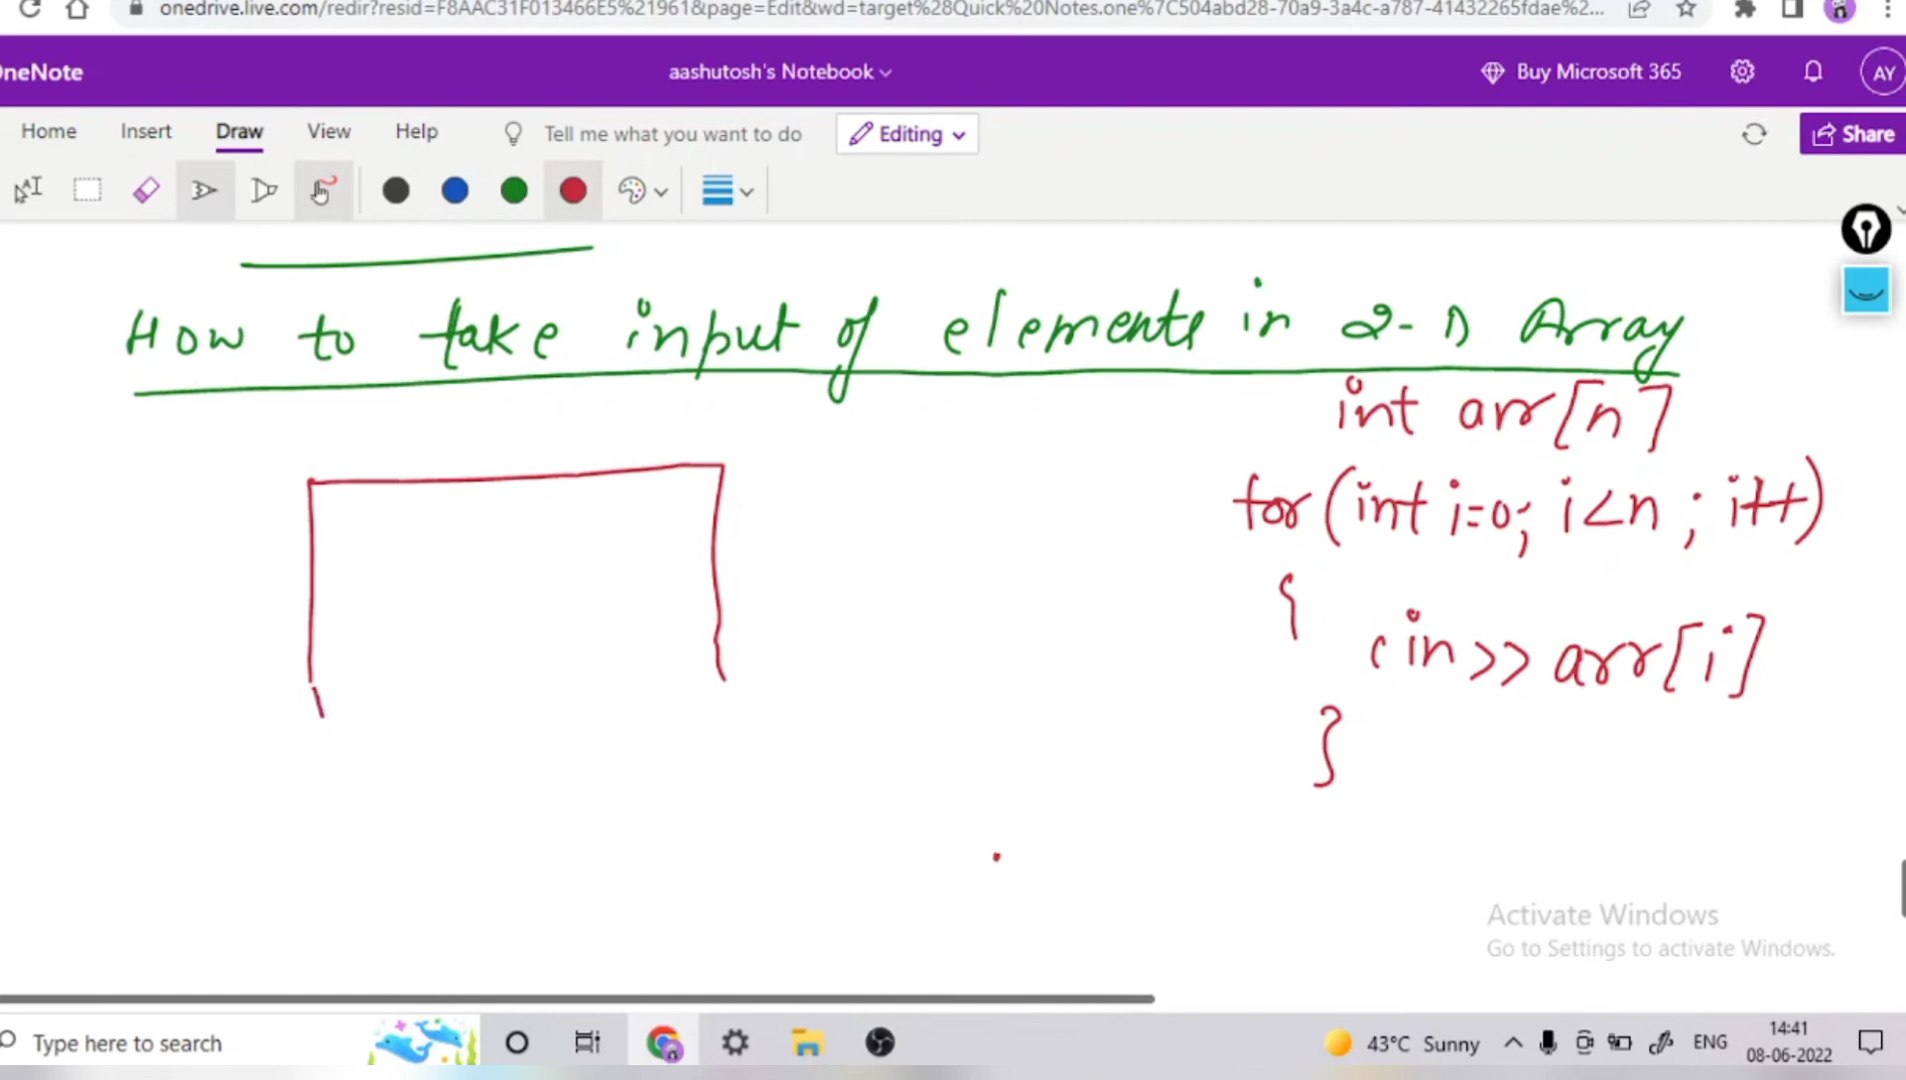 onedrive.live.com/redir?resid=F8AAC31F013466E5%21961&page=Edit&wd=target%28Quick%20Notes.one%7C504abd28-70a9-3a4c-a787-41432265fdae%2...
OneNote
aashutosh's Notebook
Buy Microsoft 365
AY
Home Insert Draw View Help Tell me what you want to do Editing
Share
How to take input of elements in 2-D Array
int arr[n]
for(int i=0; i<n ; i++)
{
cin>> arr[i]
}
Activate Windows
Go to Settings to activate Windows.
Type here to search
43°C Sunny
ENG
14:41
08-06-2022